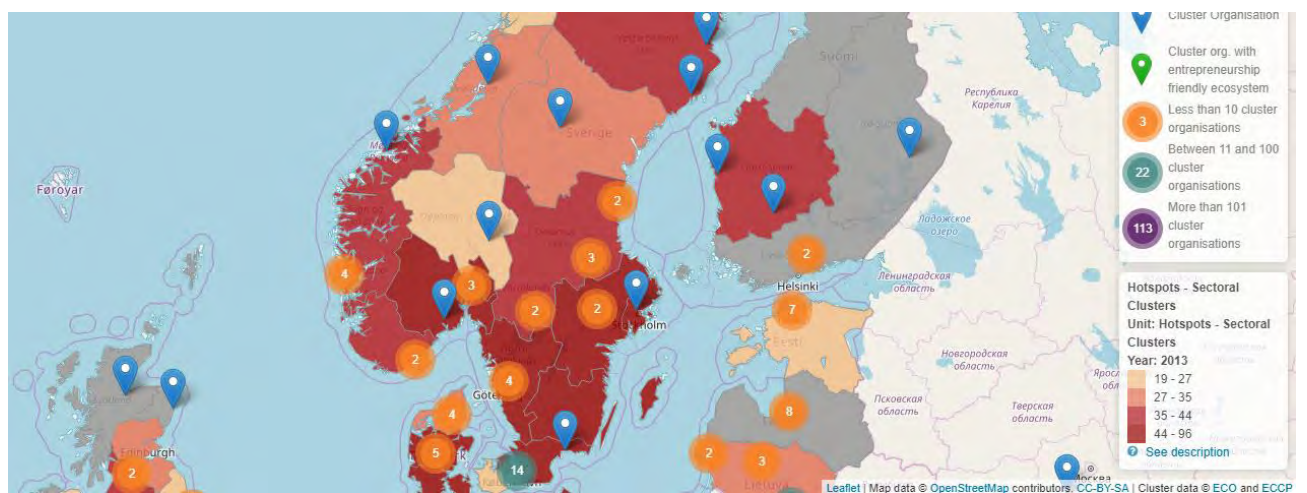 Cluster Organisation
Cluster org. with
entrepreneurship
friendly ecosystem
3
Less than 10 cluster
organisations
Between 11 and 100
22
cluster
organisations
More than 101
113
cluster
organisations
Hotspots - Sectoral
Clusters
Unit: Hotspots - Sectoral
Clusters
Year: 2013
19 - 27
27 - 35
35 - 44
44 - 96
See description
Suomi
Республика
Карелия
Sverige
Føroyar
2
Ладожское
озеро
3
2
4
3
Helsinki
Ленинградская
область
2
2
7
Stockholm
Eesti
Новгородская
область
2
4
Псковская
область
Тверская
область
4
8
Edinburgh
5
2
14
2
3
Lietuva
Москва
Leaflet | Map data © OpenStreetMap contributors, CC-BY-SA | Cluster data © ECO and ECCP